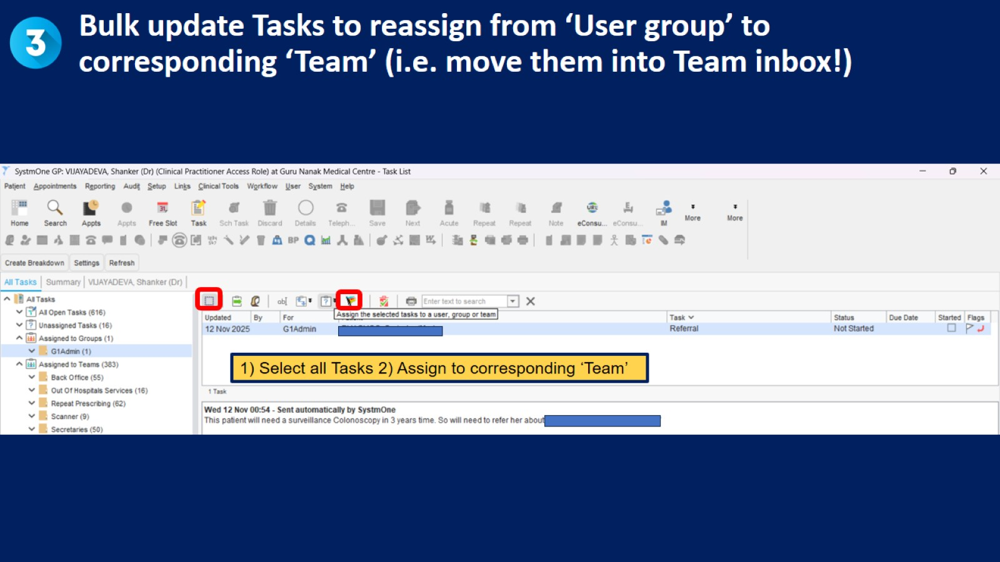 3
Bulk update Tasks to reassign from ‘User group’ to
corresponding ‘Team’ (i.e. move them into Team inbox!)
SystmOne GP: VIJAYADEVA, Shanker (Dr) (Clinical Practitioner Access Role) at Guru Nanak Medical Centre - Task List
Patient Appointments Reporting Audit Setup Links Clinical Tools Workflow User System Help
31
URL
Home Search Appts Appts Free Slot Task Sch Task Discard Details Teleph... Save Next Acute Repeat Repeat Note eConsu... eConsu... IM More More
BP
Create Breakdown Settings Refresh
All Tasks Summary VIJAYADEVA, Shanker (Dr)
All Tasks
All Open Tasks (616)
Unassigned Tasks (16)
Assigned to Groups (1)
G1Admin (1)
Assigned to Teams (383)
Back Office (55)
Out Of Hospitals Services (16)
Repeat Prescribing (62)
Scanner (9)
Secretaries (50)
Enter text to search
Assign the selected tasks to a user, group or team
Updated By For Task Status Due Date Started Flags
12 Nov 2025 G1Admin Referral Not Started
1) Select all Tasks 2) Assign to corresponding ‘Team’
1 Task
Wed 12 Nov 00:54 - Sent automatically by SystmOne
This patient will need a surveillance Colonoscopy in 3 years time. So will need to refer her about